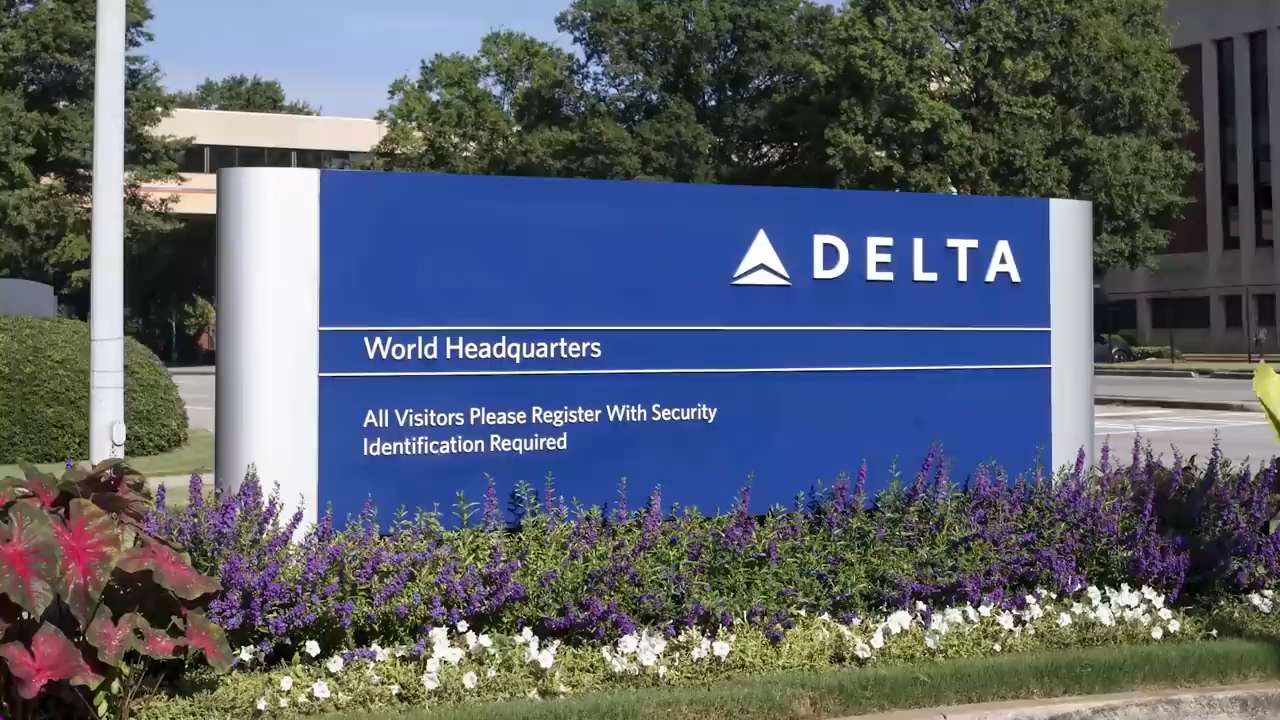 DELTA
World Headquarters
All Visitors Please Register With Security
Identification Required